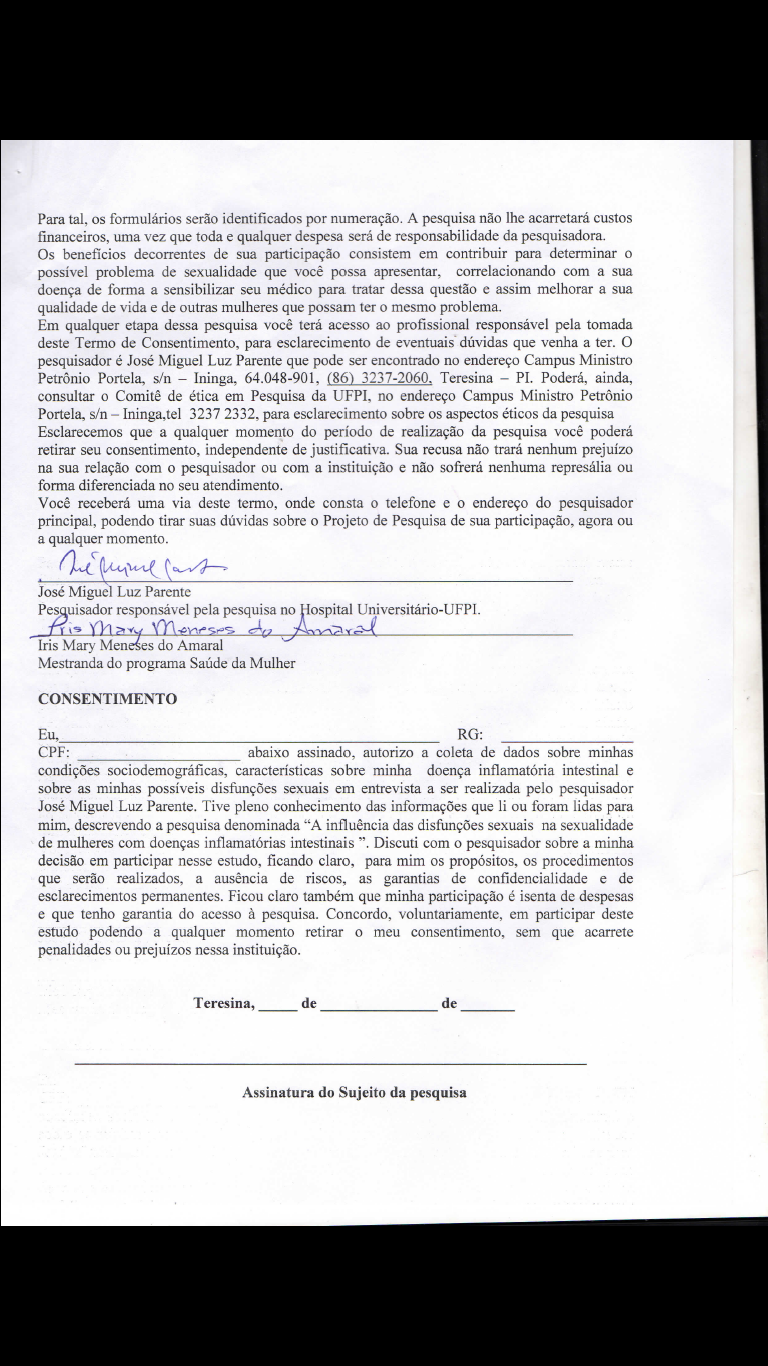 Para tal, os formulários serão identificados por numeração. A pesquisa não lhe acarretará custos
financeiros, uma vez que toda e qualquer despesa será de responsabilidade da pesquisadora.
Os benefícios decorrentes de sua participação consistem em contribuir para determinar o
possível problema de sexualidade que você possa apresentar, correlacionando com a sua
doença de forma a sensibilizar seu médico para tratar dessa questão e assim melhorar a sua
qualidade de vida e de outras mulheres que possam ter o mesmo problema.
Em qualquer etapa dessa pesquisa você terá acesso ao profissional responsável pela tomada
deste Termo de Consentimento, para esclarecimento de eventuais dúvidas que venha a ter. O
pesquisador é José Miguel Luz Parente que pode ser encontrado no endereço Campus Ministro
Petrônio Portela, s/n – Ininga, 64.048-901, (86) 3237-2060, Teresina – PI. Poderá, ainda,
consultar o Comitê de ética em Pesquisa da UFPI, no endereço Campus Ministro Petrônio
Portela, s/n – Ininga,tel 3237 2332, para esclarecimento sobre os aspectos éticos da pesquisa
Esclarecemos que a qualquer momento do período de realização da pesquisa você poderá
retirar seu consentimento, independente de justificativa. Sua recusa não trará nenhum prejuízo
na sua relação com o pesquisador ou com a instituição e não sofrerá nenhuma represália ou
forma diferenciada no seu atendimento.
Você receberá uma via deste termo, onde consta o telefone e o endereço do pesquisador
principal, podendo tirar suas dúvidas sobre o Projeto de Pesquisa de sua participação, agora ou
a qualquer momento.
José Miguel Luz Parente
Pesquisador responsável pela pesquisa no Hospital Universitário-UFPI.
Iris Mary Meneses do Amaral
Iris Mary Meneses do Amaral
Mestranda do programa Saúde da Mulher
CONSENTIMENTO
Eu,____________________ RG: __________
CPF: ____________________ abaixo assinado, autorizo a coleta de dados sobre minhas
condições sociodemográficas, características sobre minha doença inflamatória intestinal e
sobre as minhas possíveis disfunções sexuais em entrevista a ser realizada pelo pesquisador
José Miguel Luz Parente. Tive pleno conhecimento das informações que li ou foram lidas para
mim, descrevendo a pesquisa denominada “A influência das disfunções sexuais na sexualidade
de mulheres com doenças inflamatórias intestinais ”. Discuti com o pesquisador sobre a minha
decisão em participar nesse estudo, ficando claro, para mim os propósitos, os procedimentos
que serão realizados, a ausência de riscos, as garantias de confidencialidade e de
esclarecimentos permanentes. Ficou claro também que minha participação é isenta de despesas
e que tenho garantia do acesso à pesquisa. Concordo, voluntariamente, em participar deste
estudo podendo a qualquer momento retirar o meu consentimento, sem que acarrete
penalidades ou prejuízos nessa instituição.
Teresina, _____ de _______________ de _______
Assinatura do Sujeito da pesquisa